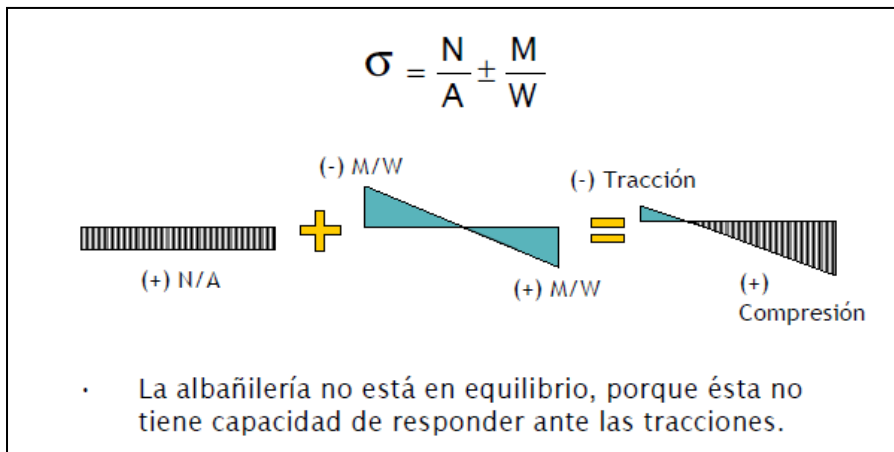 σ = N/A ± M/W
(-) M/W
(-) Tracción
(+) N/A
(+) M/W
(+)
Compresión
· La albañilería no está en equilibrio, porque ésta no
tiene capacidad de responder ante las tracciones.